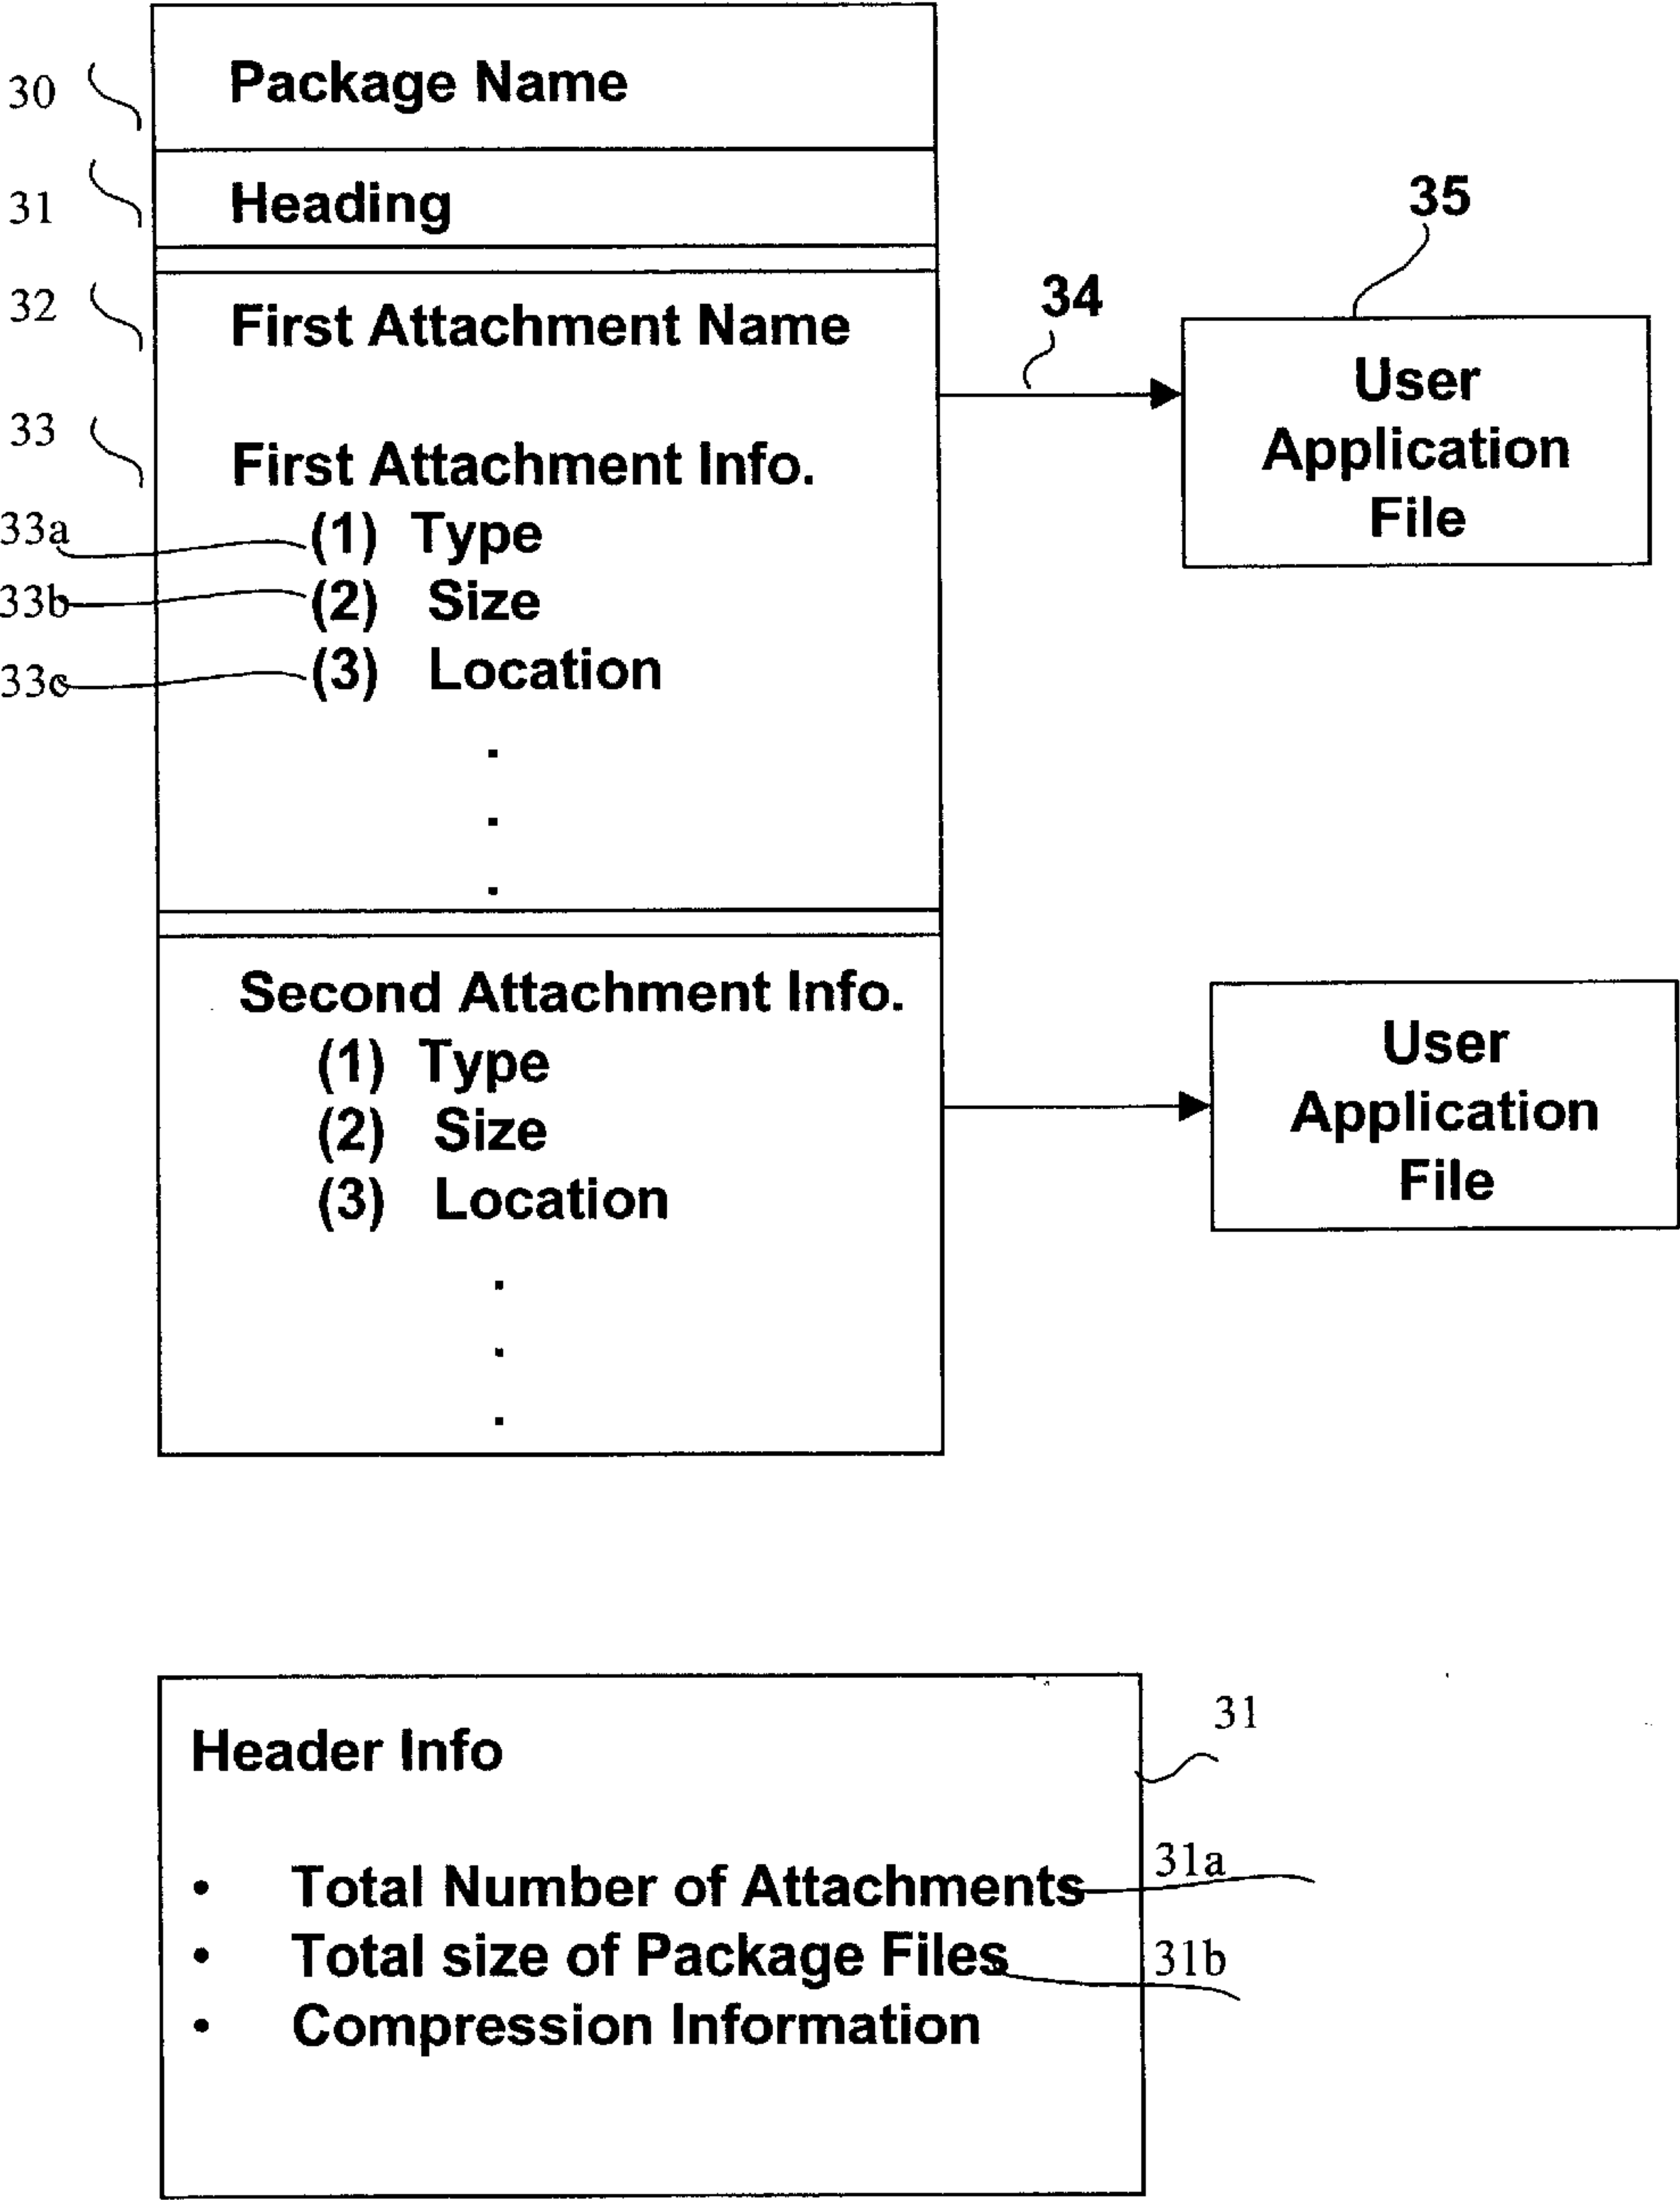 30
Package Name
31
Heading
32
First Attachment Name
33
First Attachment Info.
33a
(1) Type
33b
(2) Size
33c
(3) Location
.
.
.
34
35
User
Application
File
Second Attachment Info.
(1) Type
(2) Size
(3) Location
.
.
.
User
Application
File
Header Info
31
• Total Number of Attachments
31a
• Total size of Package Files
31b
• Compression Information